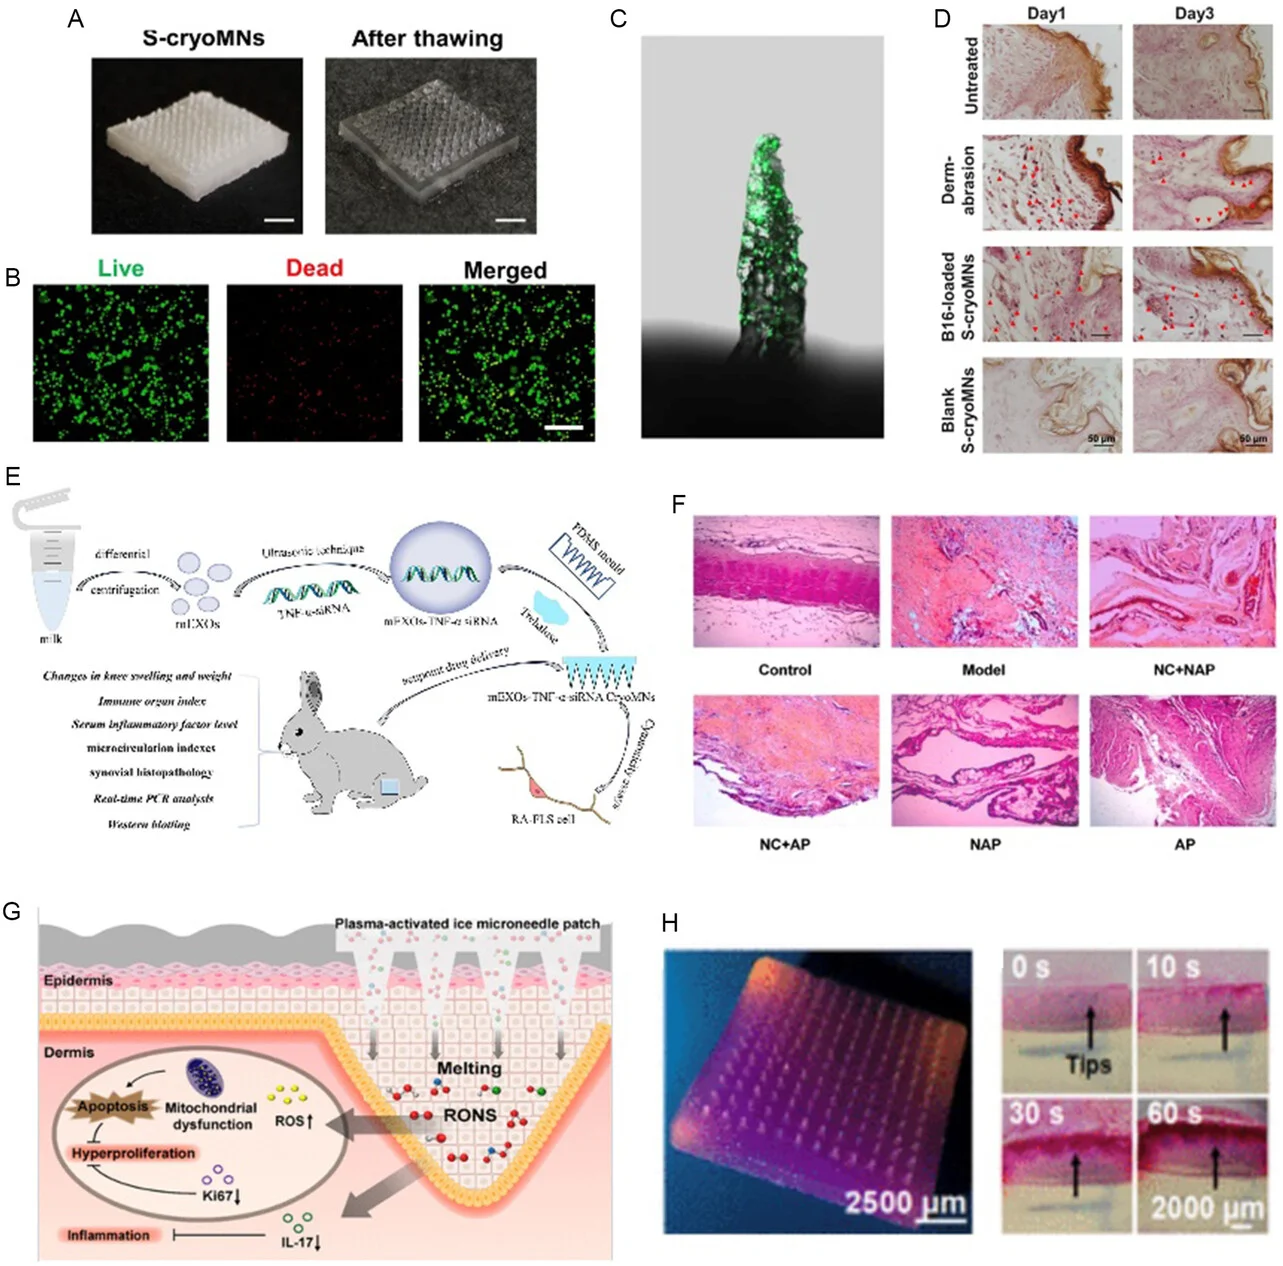 A
S-cryoMNs
After thawing
B
Live
Dead
Merged
C
D
Day1
Day3
Untreated
Derm-
abrasion
B16-loaded
S-cryoMNs
Blank
S-cryoMNs
50 μm
50 μm
E
differential
centrifugation
milk
mEXOs
Ultrasonic technique
TNF-α-siRNA
mEXOs-TNF-α siRNA
PDMS mould
Trehalose
mEXOs-TNF-α-siRNA CryoMNs
drug delivery
Cytotoxicity assays
RA-FLS cell
Changes in knee swelling and weight
Immune organ index
Serum inflammatory factor level
microcirculation indexes
synovial histopathology
Real-time PCR analysis
Western blotting
F
Control
Model
NC+NAP
NC+AP
NAP
AP
G
Plasma-activated ice microneedle patch
Epidermis
Dermis
Melting
RONS
Apoptosis
Mitochondrial
dysfunction
ROS↑
Hyperproliferation
Ki67↓
Inflammation
IL-17↓
H
2500 μm
0 s
10 s
Tips
30 s
60 s
2000 μm